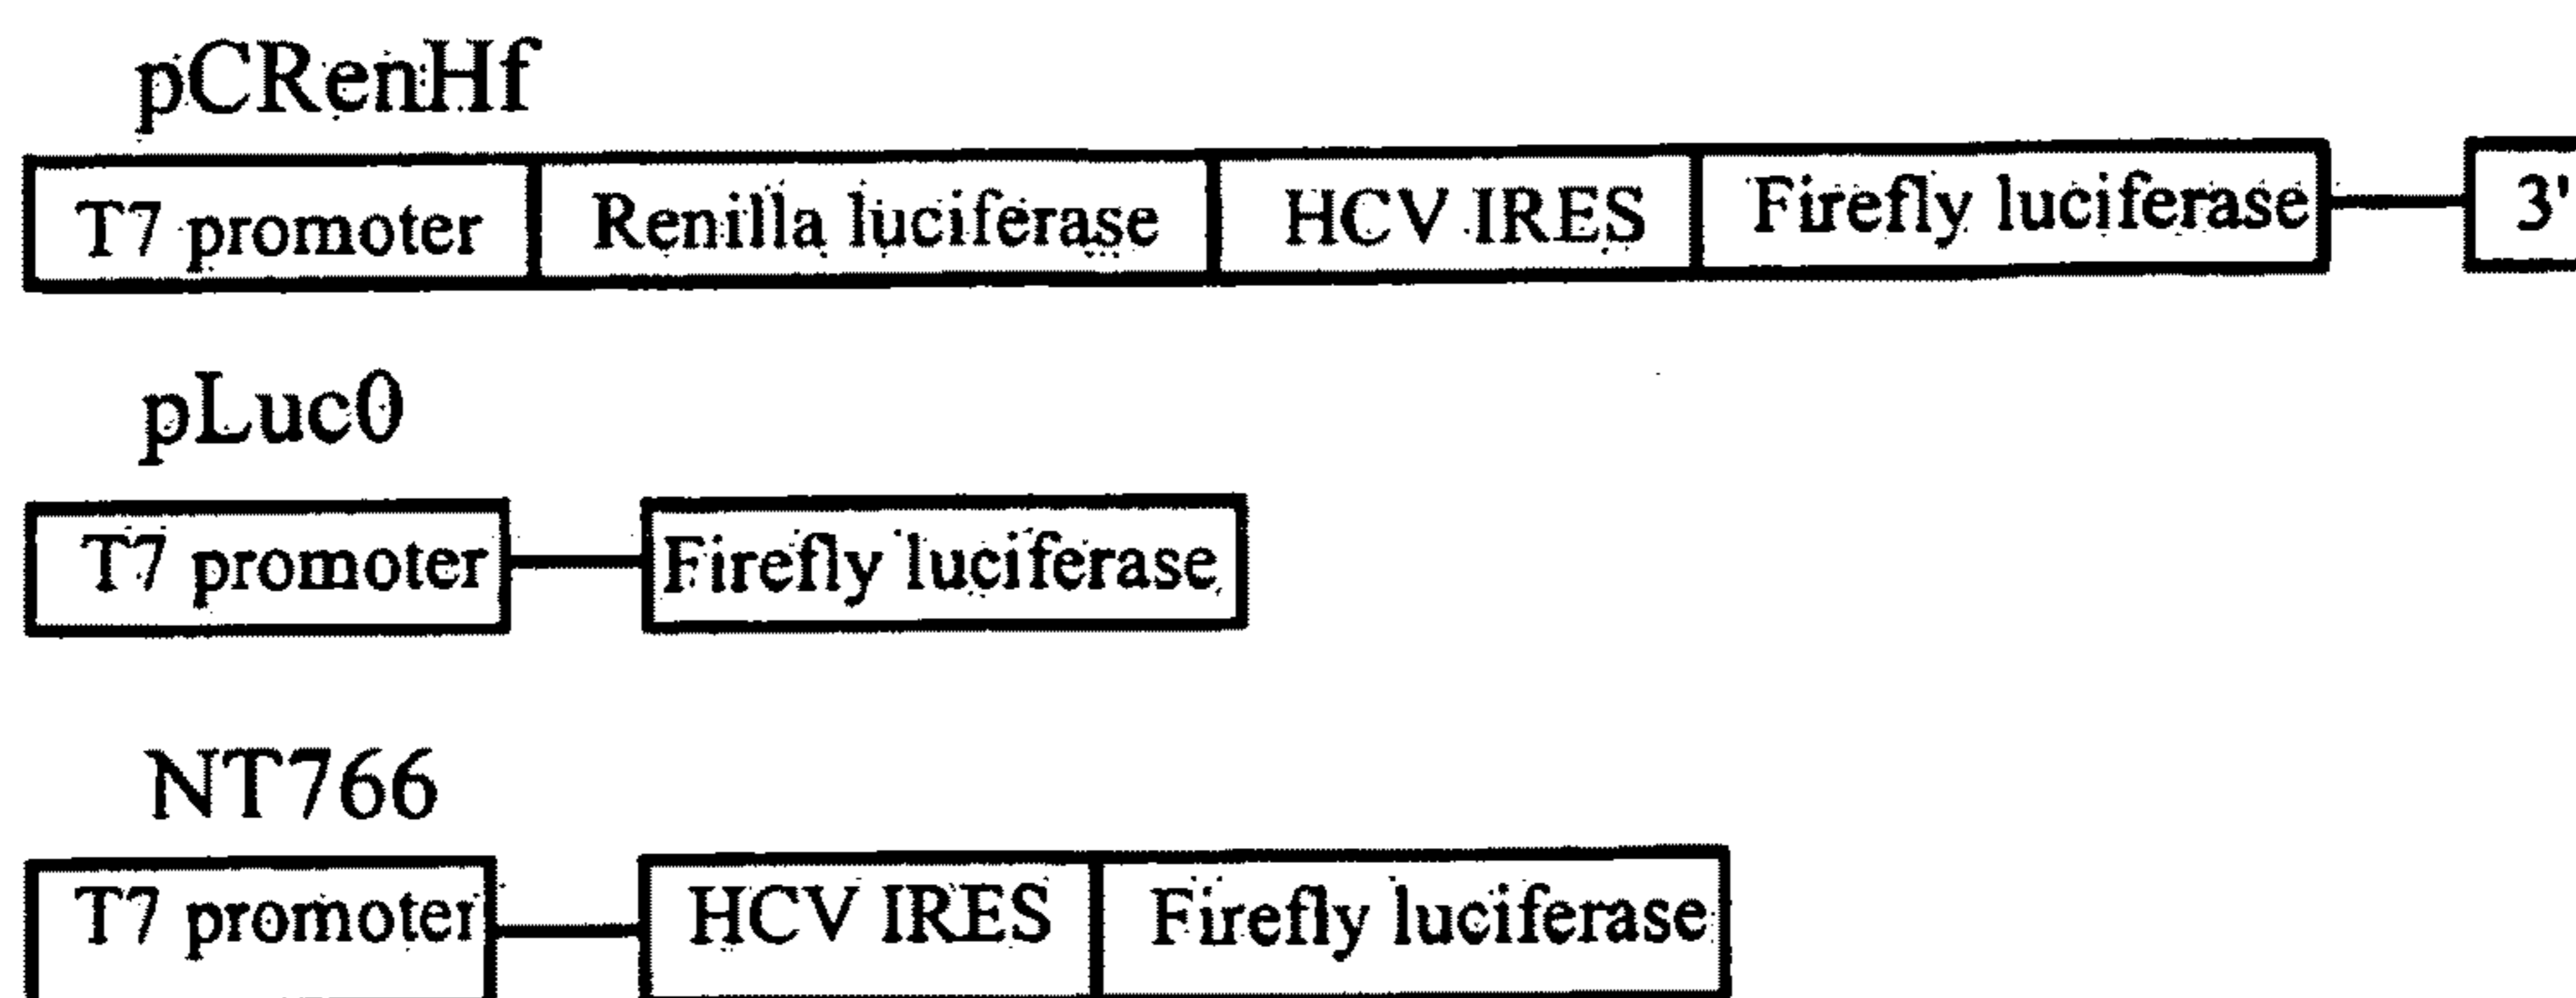 pCRenHf
T7 promoter Renilla luciferase HCV IRES Firefly luciferase 3'
pLuc0
T7 promoter Firefly luciferase
NT766
T7 promoter HCV IRES Firefly luciferase